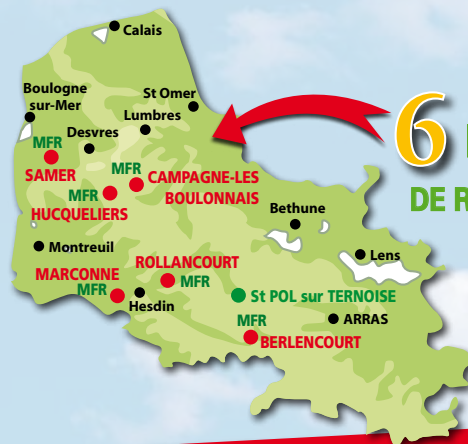 Calais
Boulogne
sur-Mer
St Omer
Lumbres
Desvres
MFR
SAMER
MFR
CAMPAGNE-LES
BOULONNAIS
MFR
HUCQUELIERS
6
DE
Bethune
Montreuil
Lens
ROLLANCOURT
MFR
MARCONNE
MFR
Hesdin
St POL sur TERNOISE
ARRAS
MFR
BERLENCOURT